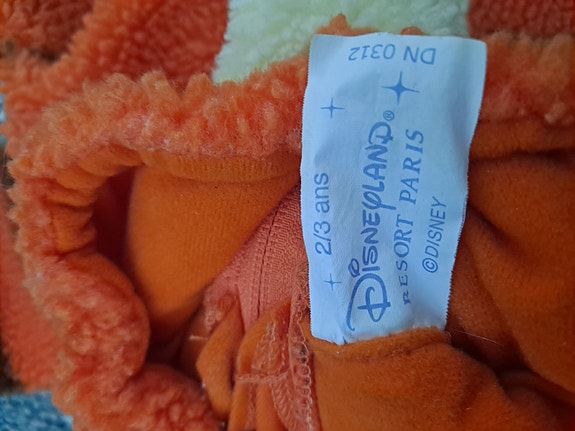 2/3 ans
DISNEYLAND®
RESORT PARIS
©DISNEY
DN 0312